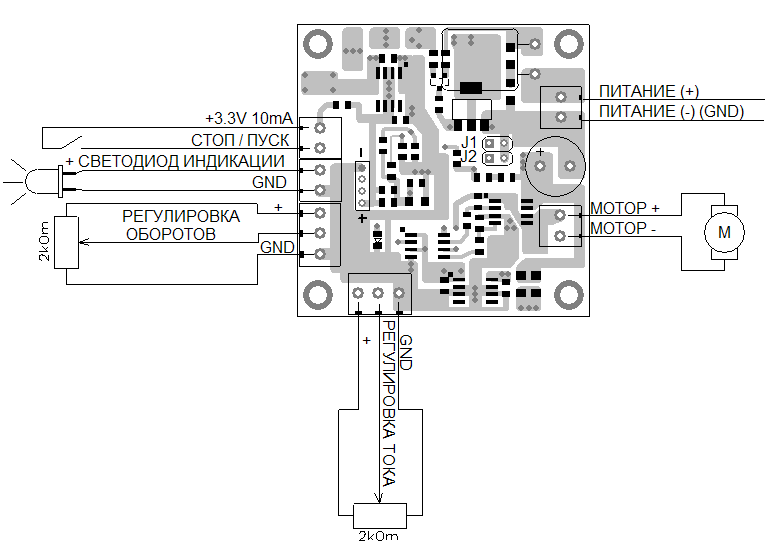 ПИТАНИЕ (+)
ПИТАНИЕ (-) (GND)
+3.3V 10mA
СТОП / ПУСК
J1
J2
+
+ СВЕТОДИОД ИНДИКАЦИИ
GND
-
+
+
РЕГУЛИРОВКА
ОБОРОТОВ
GND
2k0m
МОТОР +
МОТОР -
M
+
РЕГУЛИРОВКА ТОКА
GND
2k0m